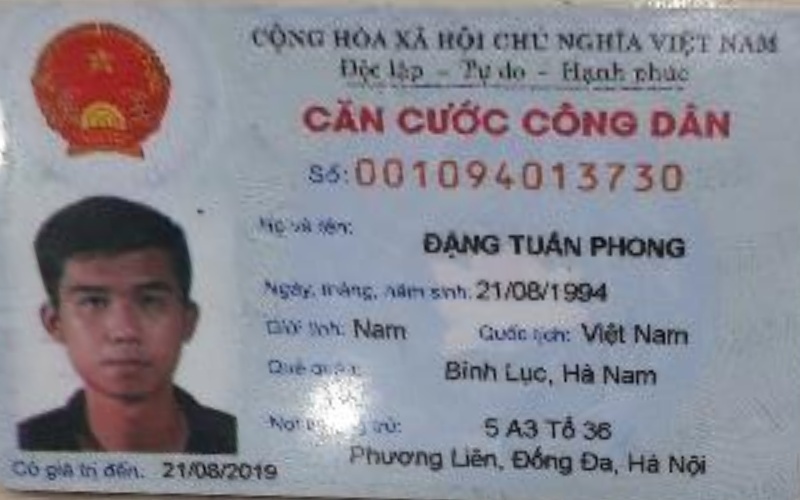 CỘNG HÒA XÃ HỘI CHỦ NGHĨA VIỆT NAM
Độc lập - Tự do - Hạnh phúc
CĂN CƯỚC CÔNG DÂN
Số: 001094013730
Họ và tên: ĐẶNG TUẤN PHONG
Ngày, tháng, năm sinh: 21/08/1994
Giới tính: Nam Quốc tịch: Việt Nam
Quê quán: Bình Lục, Hà Nam
Nơi trú: 5 A3 Tổ 36
Phương Liên, Đống Đa, Hà Nội
Có giá trị đến: 21/08/2019